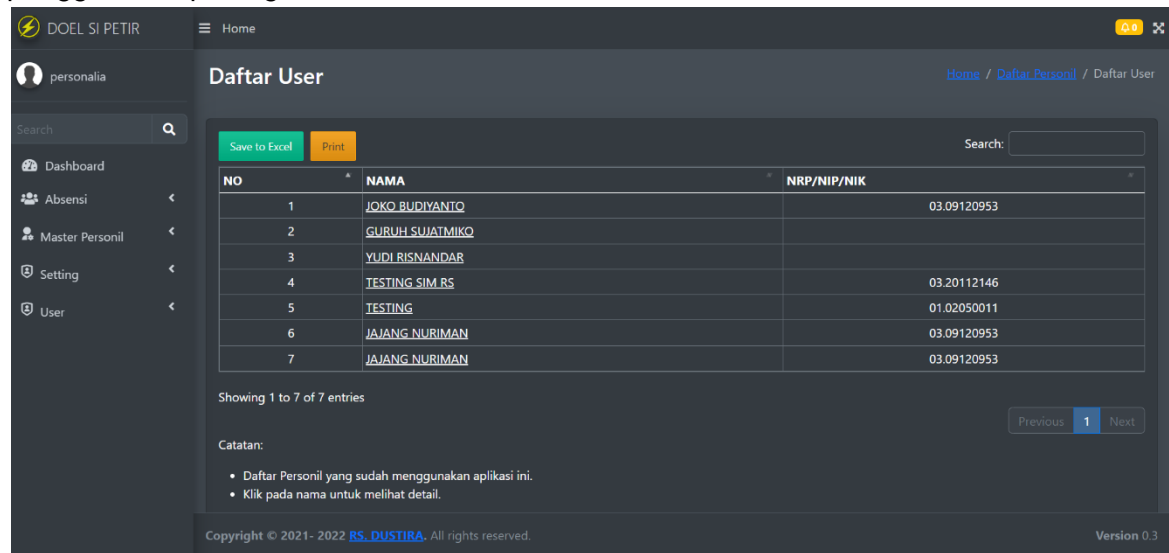 DOEL SI PETIR
Home
0
personalia
Daftar User
Home / Daftar Personil / Daftar User
Search
Dashboard
Absensi
Master Personil
Setting
User
Save to Excel
Print
Search:
NO NAMA NRP/NIP/NIK
1 JOKO BUDIYANTO 03.09120953
2 GURUH SUJATMIKO
3 YUDI RISNANDAR
4 TESTING SIM RS 03.20112146
5 TESTING 01.02050011
6 JAJANG NURIMAN 03.09120953
7 JAJANG NURIMAN 03.09120953
Showing 1 to 7 of 7 entries
Previous 1 Next
Catatan:
• Daftar Personil yang sudah menggunakan aplikasi ini.
• Klik pada nama untuk melihat detail.
Copyright © 2021- 2022 RS. DUSTIRA. All rights reserved.
Version 0.3